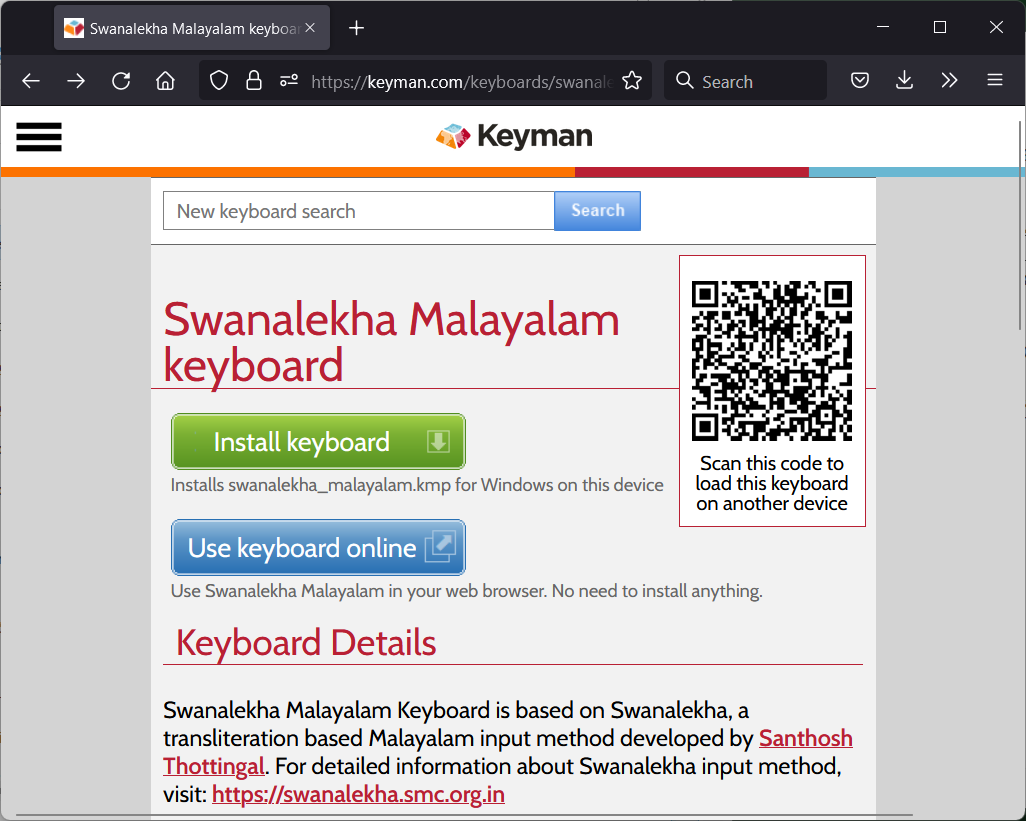 Swanalekha Malayalam keyboa
https://keyman.com/keyboards/swanale
Search
Keyman
New keyboard search
Search
Swanalekha Malayalam
keyboard
Install keyboard
Installs swanalekha_malayalam.kmp for Windows on this device
Use keyboard online
Use Swanalekha Malayalam in your web browser. No need to install anything.
Scan this code to
load this keyboard
on another device
Keyboard Details
Swanalekha Malayalam Keyboard is based on Swanalekha, a
transliteration based Malayalam input method developed by Santhosh
Thottingal. For detailed information about Swanalekha input method,
visit: https://swanalekha.smc.org.in